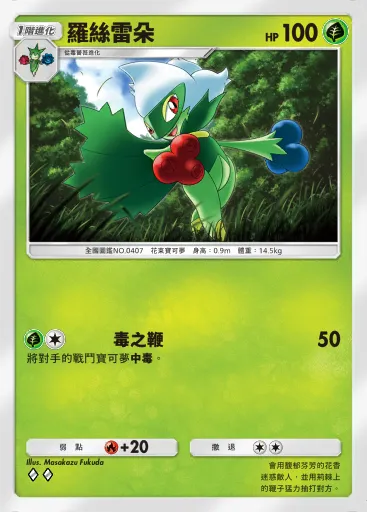 1階進化
羅絲雷朵
HP 100
從毒薔薇進化
全國圖鑑NO.0407 花束寶可夢 身高:0.9m 體重:14.5kg
毒之鞭 50
將對手的戰鬥寶可夢中毒。
弱點 +20
撤退
Illus. Masakazu Fukuda
會用馥郁芬芳的花香
迷惑敵人,並用荊棘上
的鞭子猛力抽打對方。